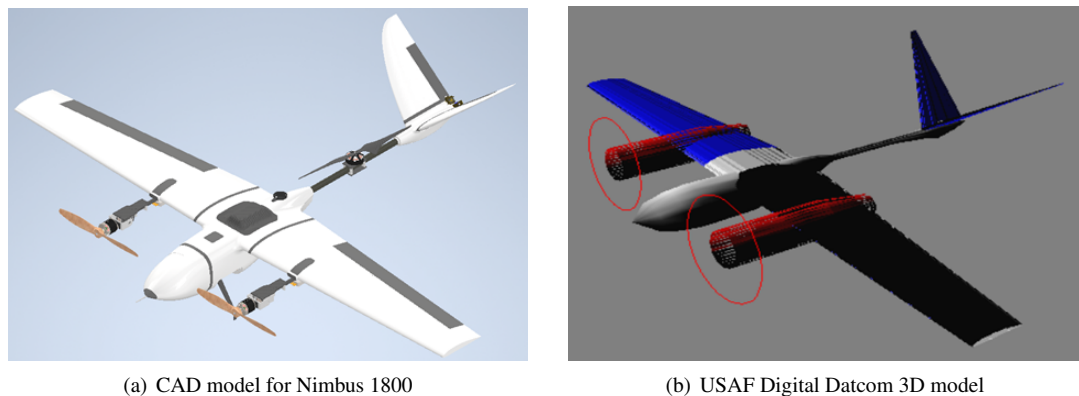 (a) CAD model for Nimbus 1800
(b) USAF Digital Datcom 3D model